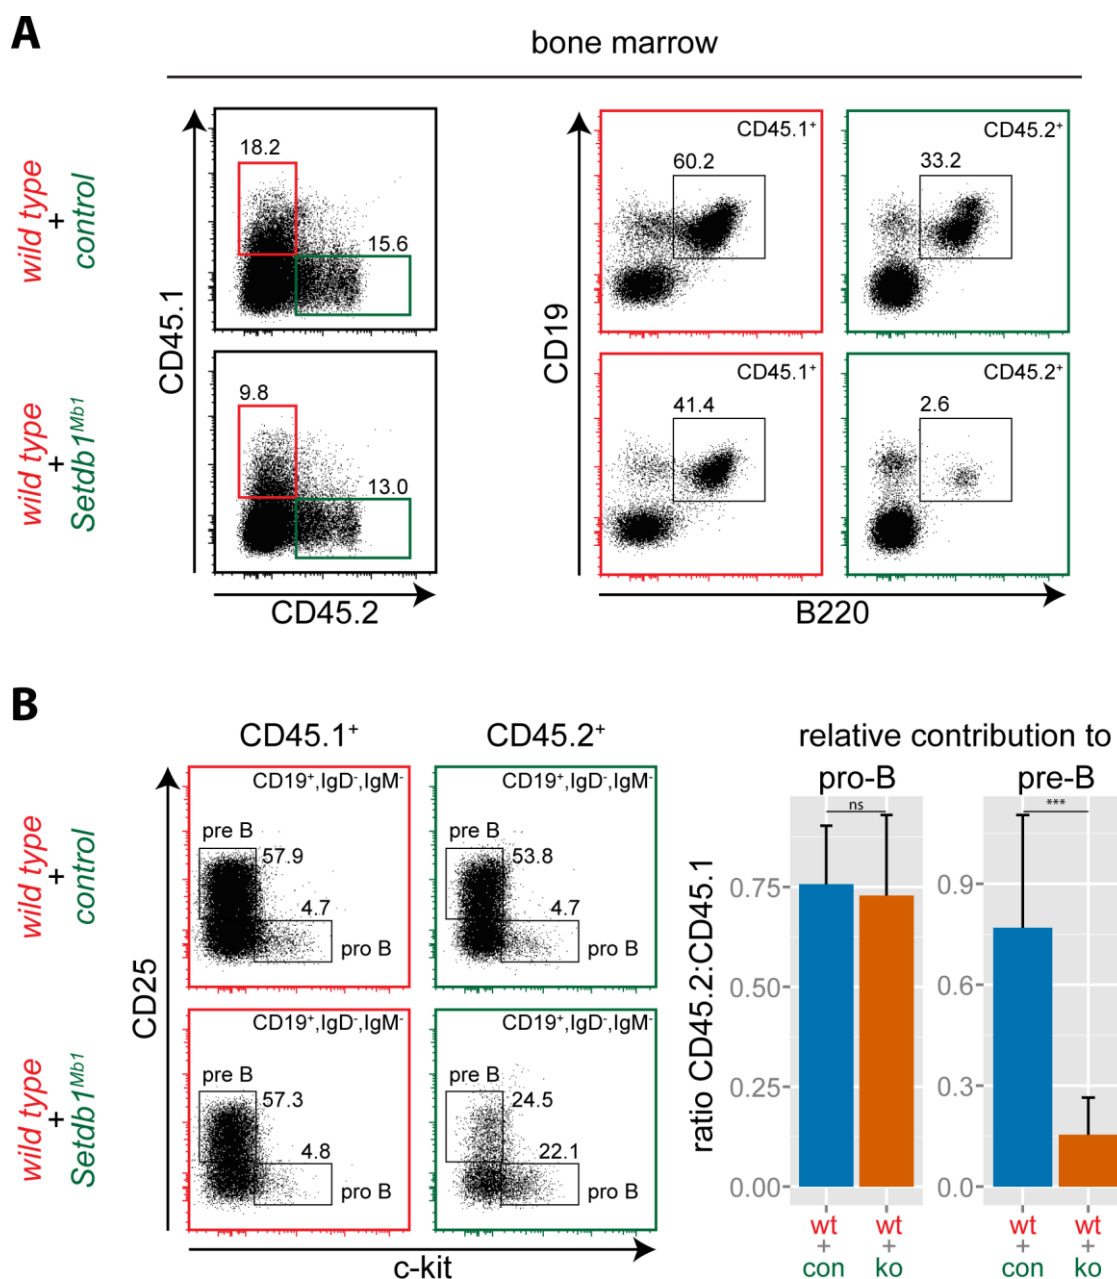 A
bone marrow
wild type
+
control
CD45.1
18.2
15.6
CD19
CD45.1⁺
60.2
CD45.2⁺
33.2
wild type
+
Setdb1ᴹᵇ¹
9.8
13.0
CD45.1⁺
41.4
CD45.2⁺
2.6
CD45.2
B220
B
CD45.1⁺
CD45.2⁺
relative contribution to
pro-B
pre-B
wild type
+
control
CD25
CD19⁺,IgD⁻,IgM⁻
pre B
57.9
4.7
pro B
CD19⁺,IgD⁻,IgM⁻
pre B
53.8
4.7
pro B
wild type
+
Setdb1ᴹᵇ¹
CD19⁺,IgD⁻,IgM⁻
pre B
57.3
4.8
pro B
CD19⁺,IgD⁻,IgM⁻
pre B
24.5
22.1
pro B
c-kit
ratio CD45.2:CD45.1
ns
0.75
0.50
0.25
0.00
wt
+
con
wt
+
ko
***
0.9
0.6
0.3
0.0
wt
+
con
wt
+
ko